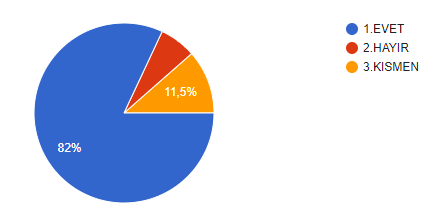 1.EVET
2.HAYIR
3.KISMEN
11,5%
82%